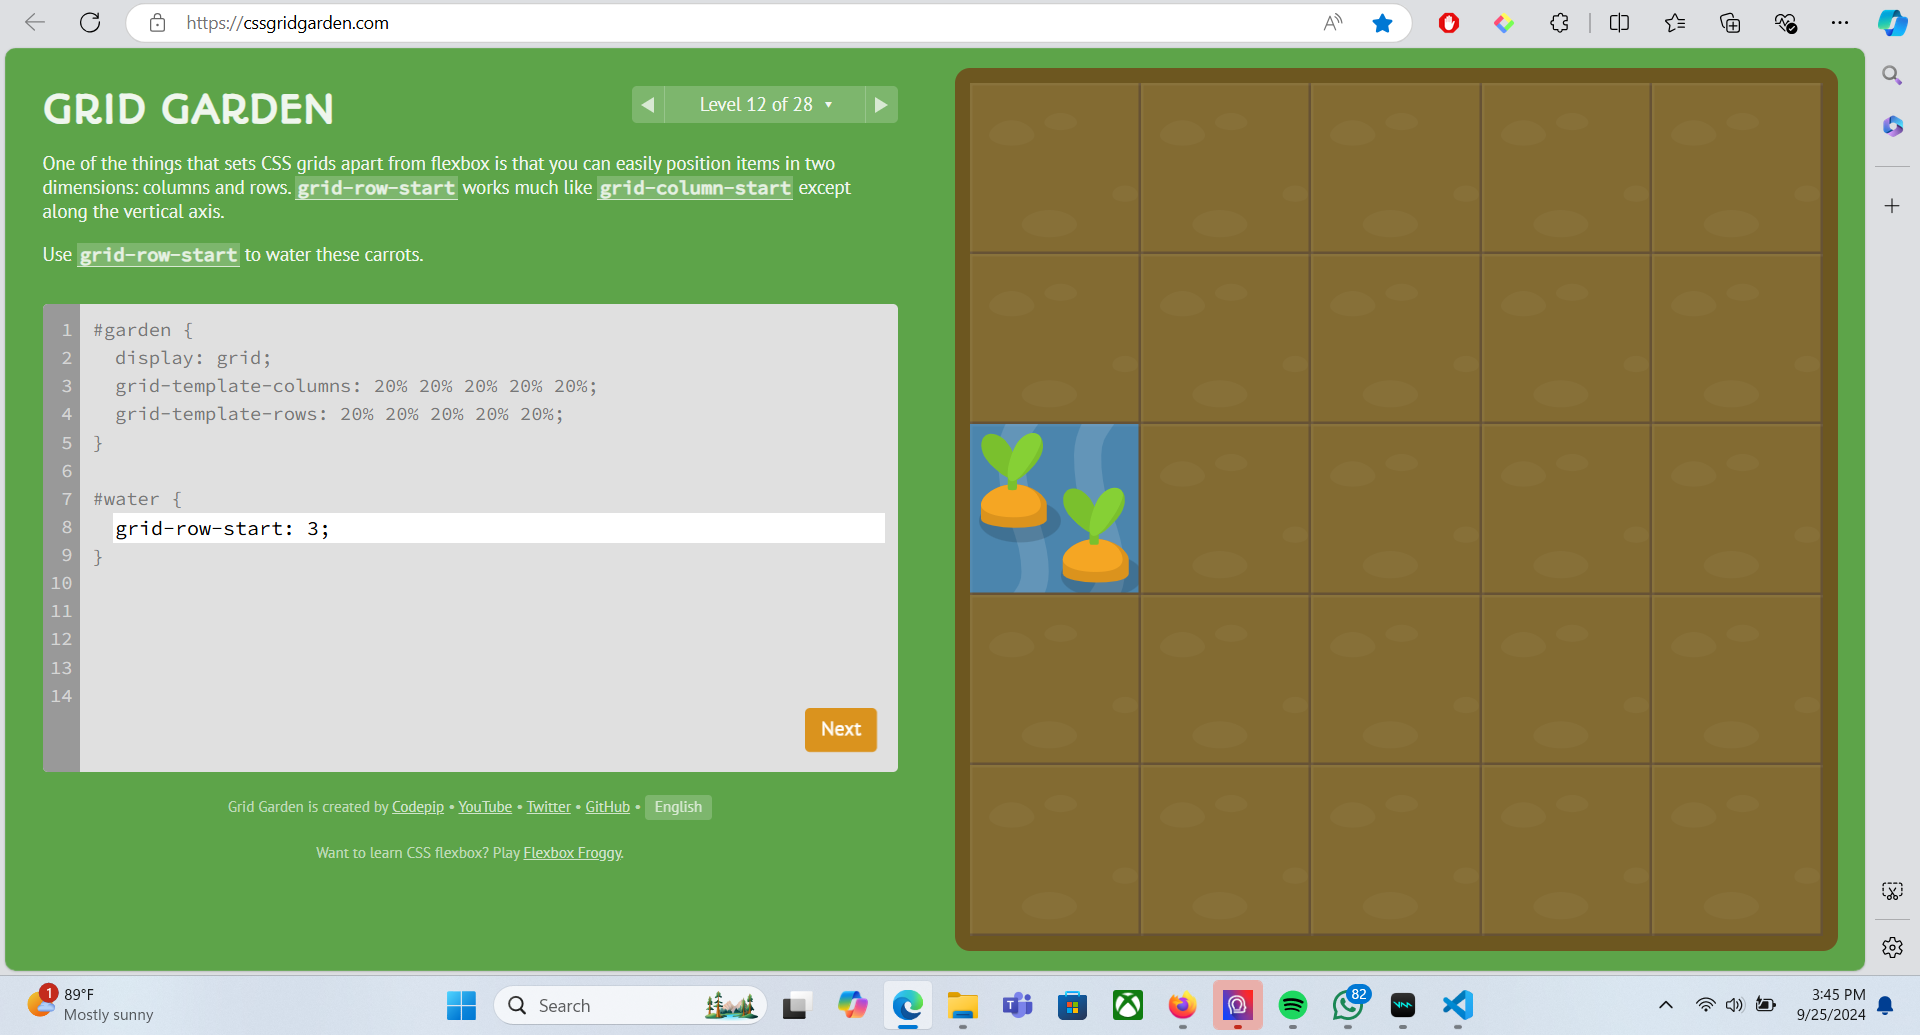 https://cssgridgarden.com
GRID GARDEN
Level 12 of 28
One of the things that sets CSS grids apart from flexbox is that you can easily position items in two
dimensions: columns and rows. grid-row-start works much like grid-column-start except
along the vertical axis.
Use grid-row-start to water these carrots.
1 #garden {
2 display: grid;
3 grid-template-columns: 20% 20% 20% 20% 20%;
4 grid-template-rows: 20% 20% 20% 20% 20%;
5 }
6
7 #water {
8 grid-row-start: 3;
9 }
10
11
12
13
14
Next
Grid Garden is created by Codepip • YouTube • Twitter • GitHub • English
Want to learn CSS flexbox? Play Flexbox Froggy.
1
89°F
Mostly sunny
Search
82
3:45 PM
9/25/2024